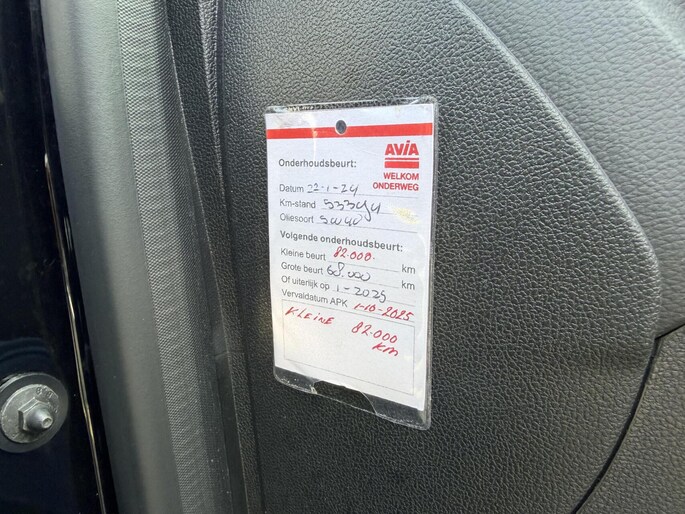 AVIA
WELKOM
ONDERWEG
Onderhoudsbeurt:
Datum 22-1-24
Km-stand
Oliesoort 5W40
Volgende onderhoudsbeurt:
Kleine beurt 82.000 km
Grote beurt 68.000 km
Of uiterlijk op 1-2025
Vervaldatum APK 1-10-2025
KLEINE 82.000
KM